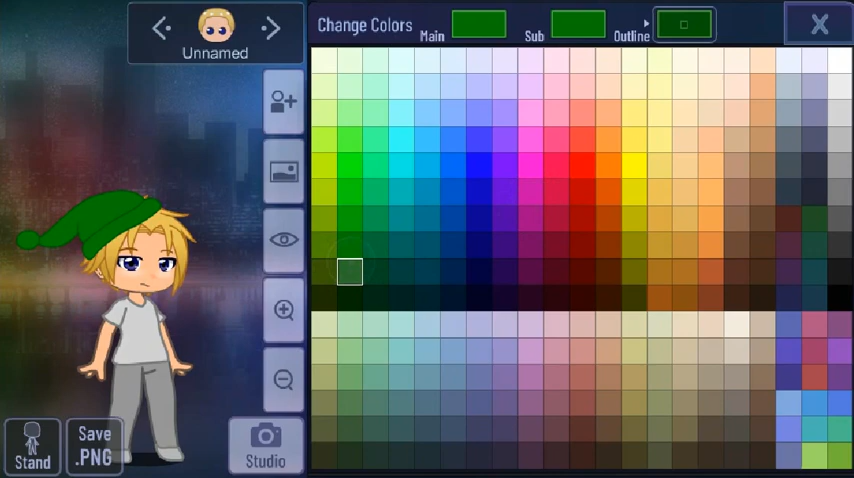 Unnamed
Change Colors
Main
Sub
Outline
X
Stand
Save
.PNG
Studio